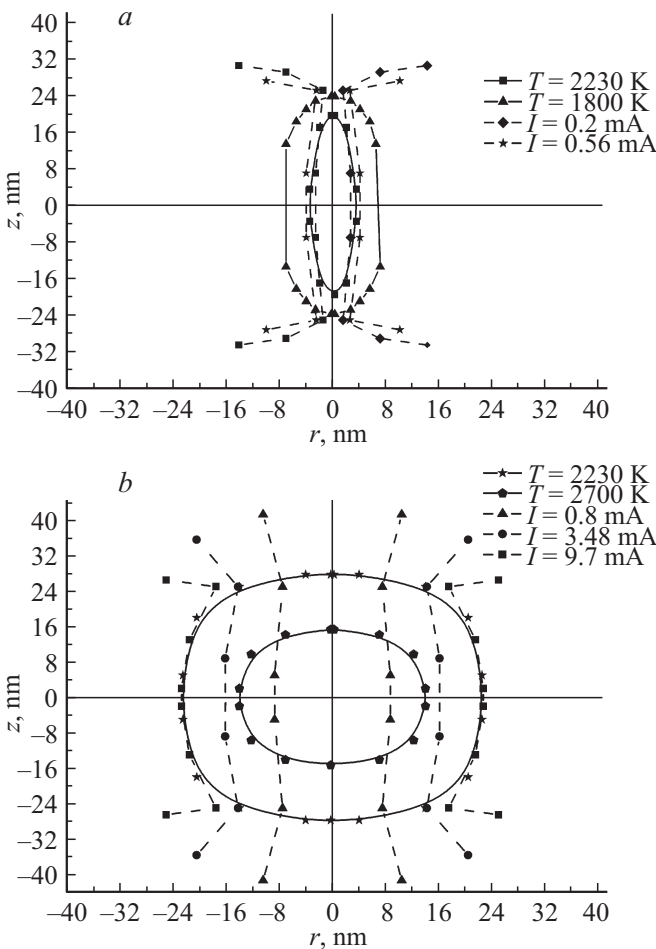 a
40
32
24
16
8
0
−8
−16
−24
−32
−40
z, nm
T = 2230 K
T = 1800 K
I = 0.2 mA
I = 0.56 mA
−40 −32 −24 −16 −8 0 8 16 24 32 40
r, nm
b
40
32
24
16
8
0
−8
−16
−24
−32
−40
z, nm
T = 2230 K
T = 2700 K
I = 0.8 mA
I = 3.48 mA
I = 9.7 mA
−40 −32 −24 −16 −8 0 8 16 24 32 40
r, nm